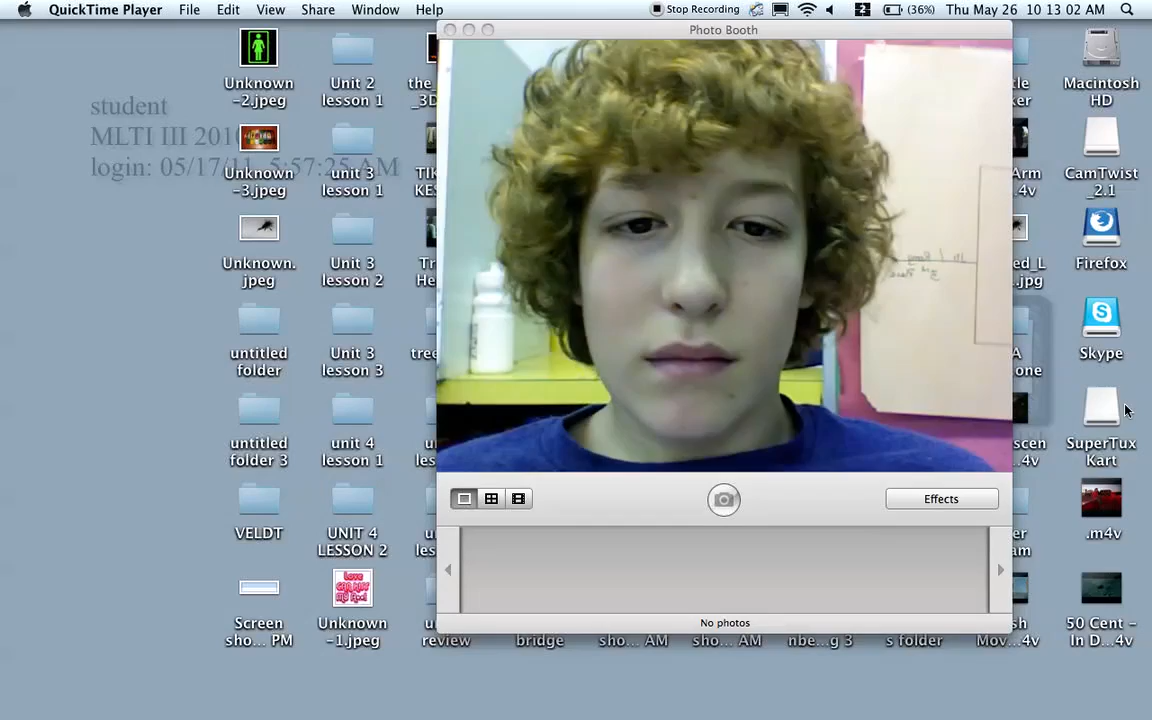 QuickTime Player File Edit View Share Window Help Stop Recording 2 (36%) Thu May 26 10 13 02 AM
Photo Booth
student
MLTI III 2010
login: 05/17/11 5:57:25 AM
Unknown
-2.jpeg
Unit 2
lesson 1
Macintosh
HD
Unknown
-3.jpeg
unit 3
lesson 1
CamTwist
_2.1
Unknown.
jpeg
Unit 3
lesson 2
Firefox
untitled
folder
Unit 3
lesson 3
Skype
untitled
folder 3
unit 4
lesson 1
SuperTux
Kart
VELDT
UNIT 4
LESSON 2
.m4v
Screen
sho... PM
Unknown
-1.jpeg
review
bridge
sho... AM
sho... AM
nbe...g 3
s folder
Mov....4v
50 Cent -
In D...4v
Effects
No photos